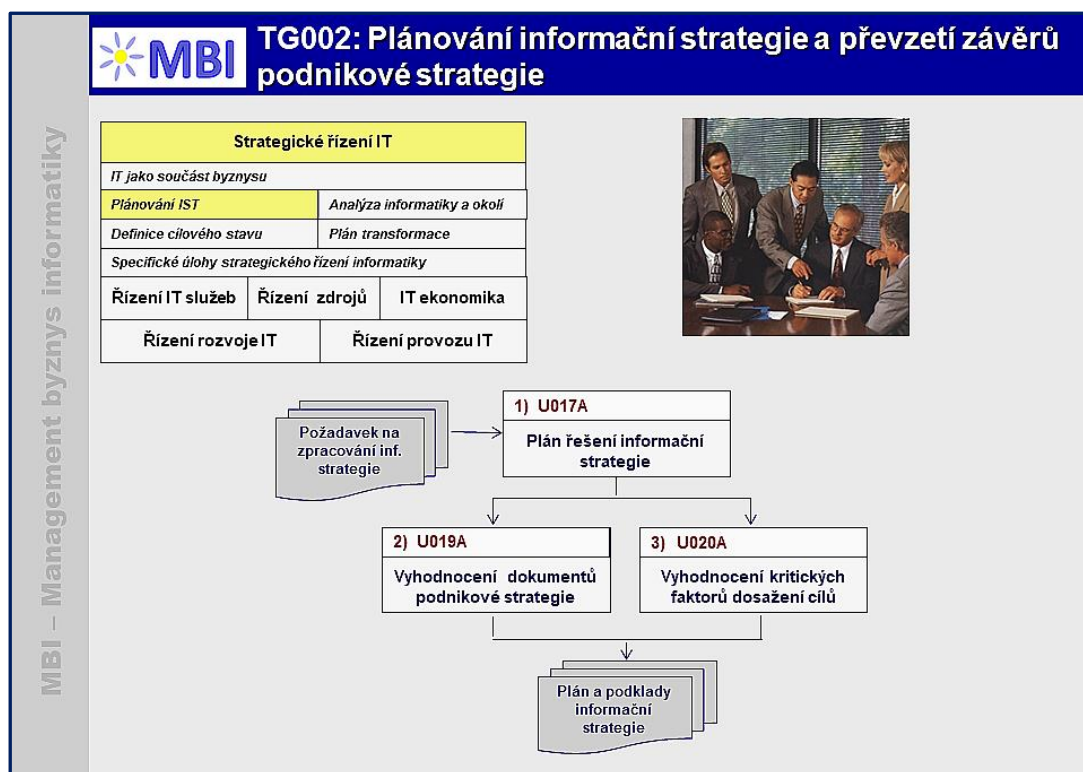 MBI
TG002: Plánování informační strategie a převzetí závěrů
podnikové strategie
MBI – Management byznys informatiky
Strategické řízení IT
IT jako součást byznysu
Plánování IST
Analýza informatiky a okolí
Definice cílového stavu
Plán transformace
Specifické úlohy strategického řízení informatiky
Řízení IT služeb
Řízení zdrojů
IT ekonomika
Řízení rozvoje IT
Řízení provozu IT
Požadavek na
zpracování inf.
strategie
1) U017A
Plán řešení informační
strategie
2) U019A
Vyhodnocení dokumentů
podnikové strategie
3) U020A
Vyhodnocení kritických
faktorů dosažení cílů
Plán a podklady
informační
strategie